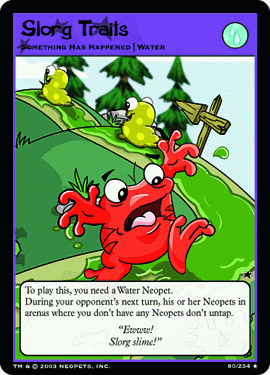 Slorg Trails
Something Has Happened | Water
To play this, you need a Water Neopet.
During your opponent's next turn, his or her Neopets in
arenas where you don't have any Neopets don't untap.
"Ewww!
Slorg slime!"
TM & © 2003 NEOPETS, INC.
80/234 ★